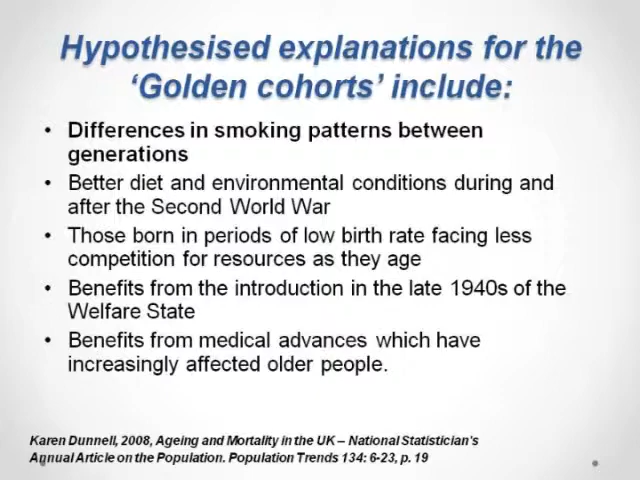 Hypothesised explanations for the
‘Golden cohorts’ include:
• Differences in smoking patterns between
generations
• Better diet and environmental conditions during and
after the Second World War
• Those born in periods of low birth rate facing less
competition for resources as they age
• Benefits from the introduction in the late 1940s of the
Welfare State
• Benefits from medical advances which have
increasingly affected older people.
Karen Dunnell, 2008, Ageing and Mortality in the UK – National Statistician's
Annual Article on the Population. Population Trends 134: 6-23, p. 19